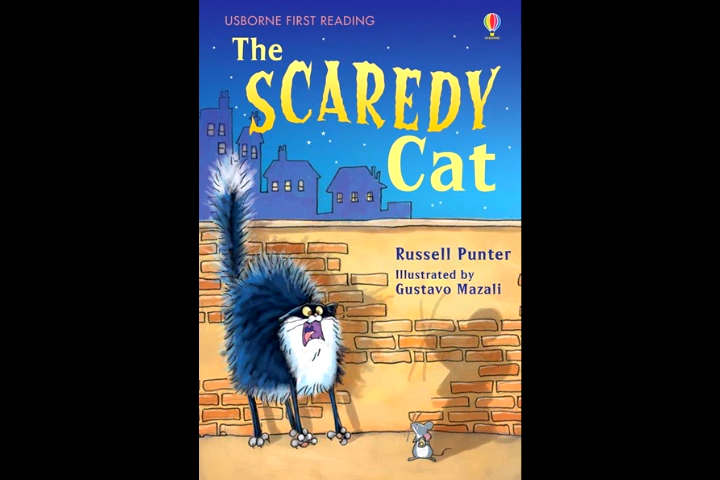 USBORNE FIRST READING
The
SCAREDY
Cat
Russell Punter
Illustrated by
Gustavo Mazali